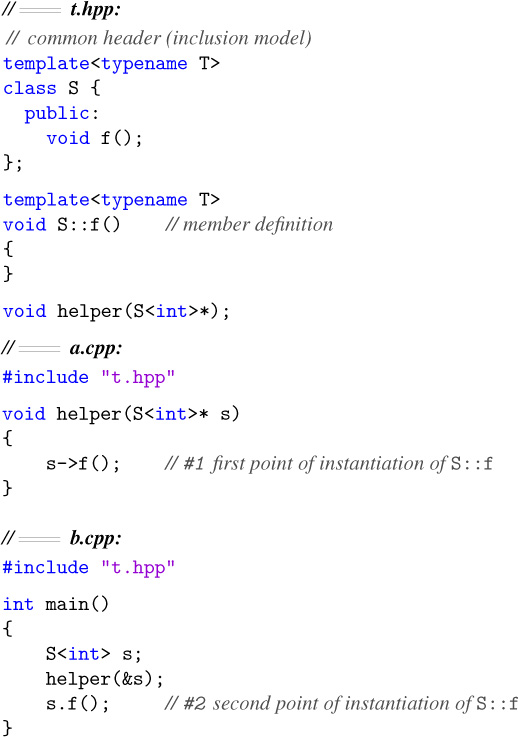 // ==== t.hpp:
// common header (inclusion model)
template<typename T>
class S {
  public:
    void f();
};
template<typename T>
void S::f()    // member definition
{
}
void helper(S<int>*);
// ==== a.cpp:
#include "t.hpp"
void helper(S<int>* s)
{
    s->f();    // #1 first point of instantiation of S::f
}
// ==== b.cpp:
#include "t.hpp"
int main()
{
    S<int> s;
    helper(&s);
    s.f();    // #2 second point of instantiation of S::f
}